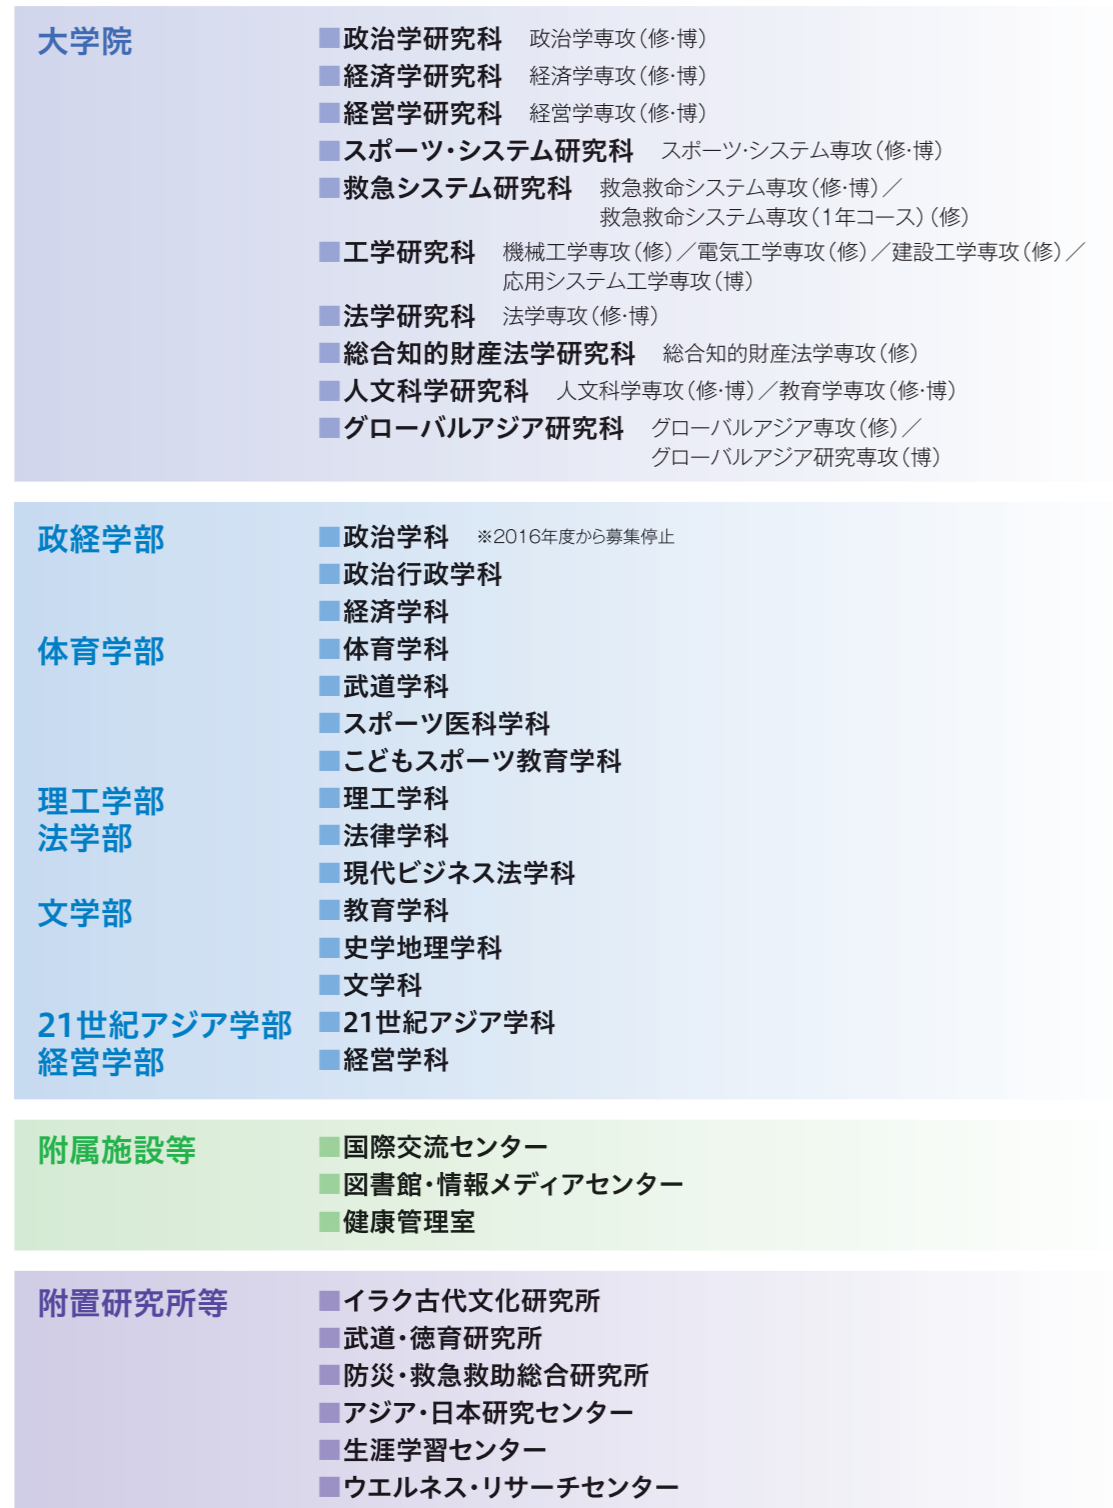 大学院 ■政治学研究科 政治学専攻（修・博）
■経済学研究科 経済学専攻（修・博）
■経営学研究科 経営学専攻（修・博）
■スポーツ・システム研究科 スポーツ・システム専攻（修・博）
■救急システム研究科 救急救命システム専攻（修・博）／
救急救命システム専攻（1年コース）（修）
■工学研究科 機械工学専攻（修）／電気工学専攻（修）／建設工学専攻（修）／
応用システム工学専攻（博）
■法学研究科 法学専攻（修・博）
■総合知的財産法学研究科 総合知的財産法学専攻（修）
■人文科学研究科 人文科学専攻（修・博）／教育学専攻（修・博）
■グローバルアジア研究科 グローバルアジア専攻（修）／
グローバルアジア研究専攻（博）
政経学部 ■政治学科 ※2016年度から募集停止
■政治行政学科
■経済学科
体育学部 ■体育学科
■武道学科
■スポーツ医科学科
■こどもスポーツ教育学科
理工学部 ■理工学科
法学部 ■法律学科
■現代ビジネス法学科
文学部 ■教育学科
■史学地理学科
■文学科
21世紀アジア学部 ■21世紀アジア学科
経営学部 ■経営学科
附属施設等 ■国際交流センター
■図書館・情報メディアセンター
■健康管理室
附置研究所等 ■イラク古代文化研究所
■武道・徳育研究所
■防災・救急救助総合研究所
■アジア・日本研究センター
■生涯学習センター
■ウエルネス・リサーチセンター